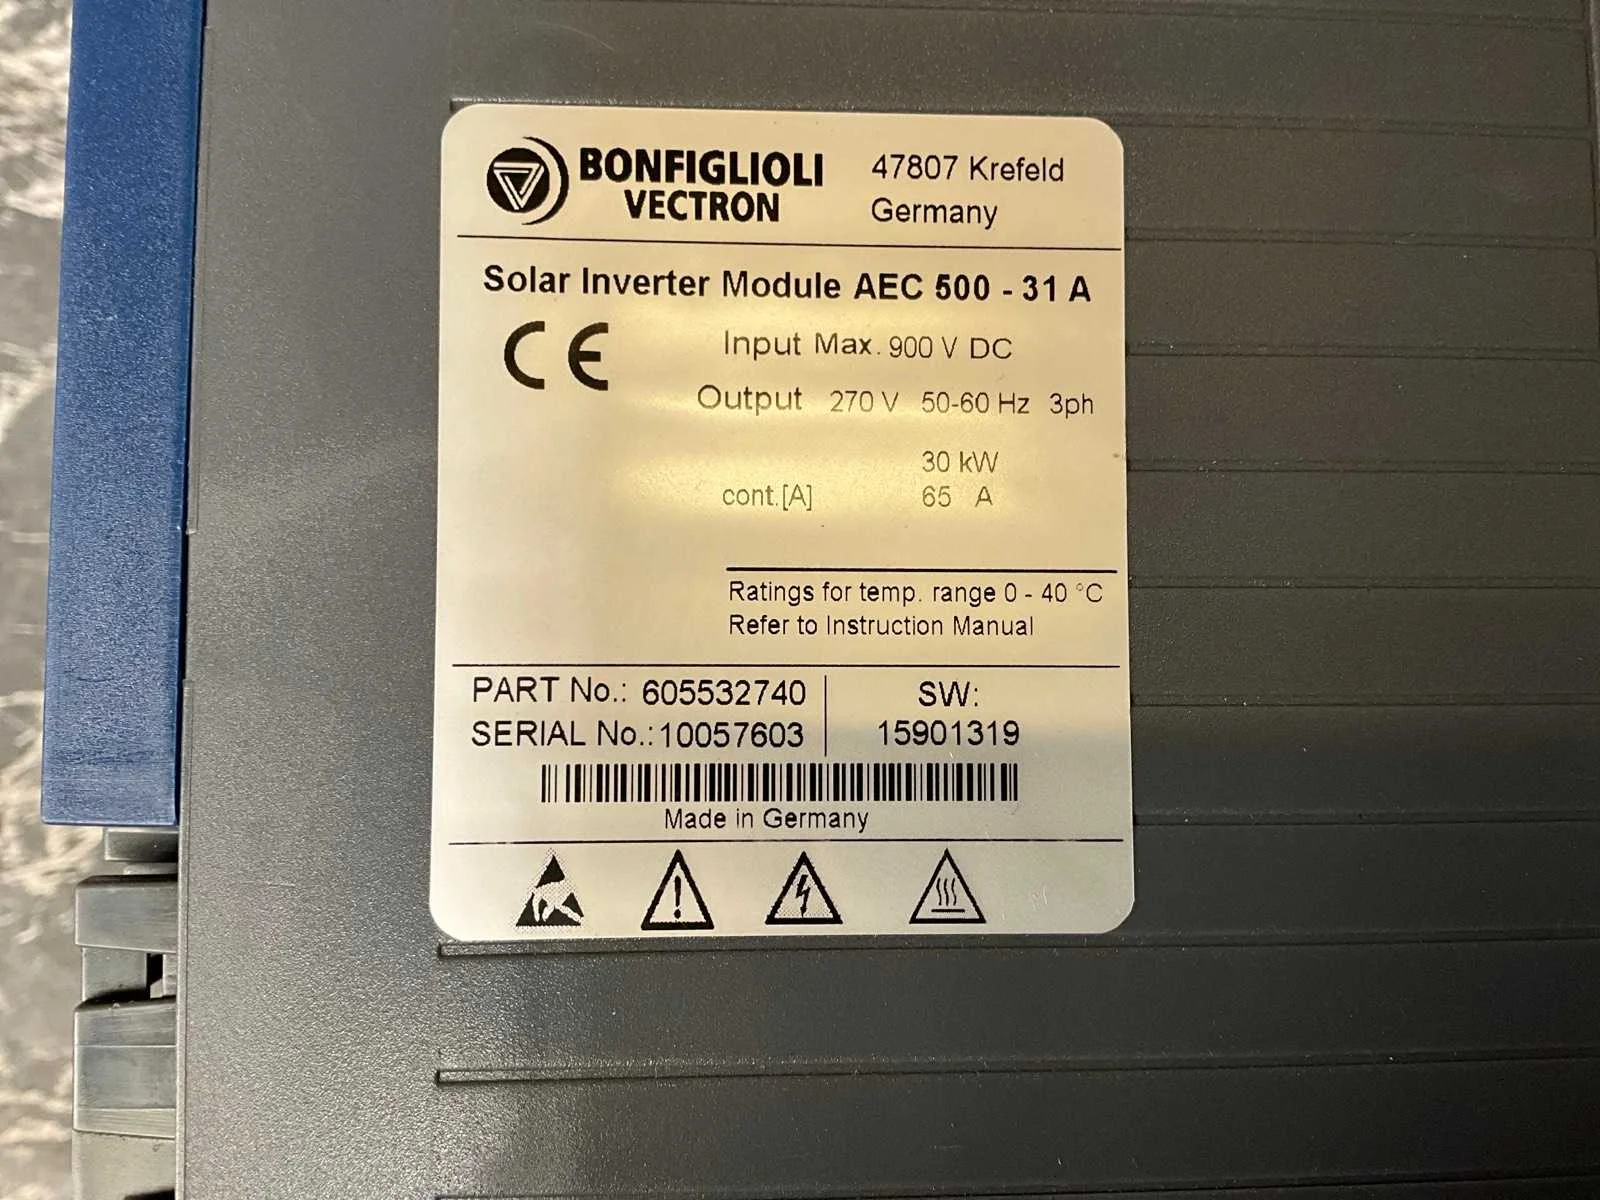 BONFIGLIOLI
VECTRON
47807 Krefeld
Germany
Solar Inverter Module AEC 500 - 31 A
CE
Input Max. 900 V DC
Output 270 V 50-60 Hz 3ph
30 kW
cont.[A] 65 A
Ratings for temp. range 0 - 40 °C
Refer to Instruction Manual
PART No.: 605532740
SERIAL No.:10057603
SW:
15901319
Made in Germany